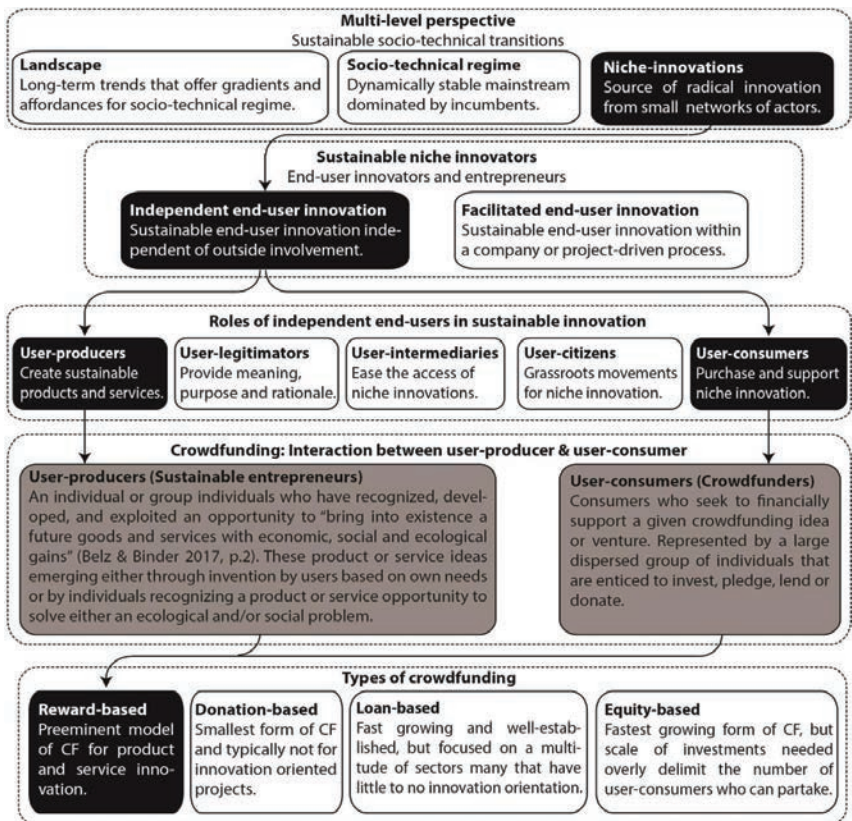 Multi-level perspective
Sustainable socio-technical transitions
Landscape
Long-term trends that offer gradients and
affordances for socio-technical regime.
Socio-technical regime
Dynamically stable mainstream
dominated by incumbents.
Niche-innovations
Source of radical innovation
from small networks of actors.
Sustainable niche innovators
End-user innovators and entrepreneurs
Independent end-user innovation
Sustainable end-user innovation inde-
pendent of outside involvement.
Facilitated end-user innovation
Sustainable end-user innovation within
a company or project-driven process.
Roles of independent end-users in sustainable innovation
User-producers
Create sustainable
products and services.
User-legitimators
Provide meaning,
purpose and rationale.
User-intermediaries
Ease the access of
niche innovations.
User-citizens
Grassroots movements
for niche innovation.
User-consumers
Purchase and support
niche innovation.
Crowdfunding: Interaction between user-producer & user-consumer
User-producers (Sustainable entrepreneurs)
An individual or group individuals who have recognized, devel-
oped, and exploited an opportunity to “bring into existence a
future goods and services with economic, social and ecological
gains” (Belz & Binder 2017, p.2). These product or service ideas
emerging either through invention by users based on own needs
or by individuals recognizing a product or service opportunity to
solve either an ecological and/or social problem.
User-consumers (Crowdfunders)
Consumers who seek to financially
support a given crowdfunding idea
or venture. Represented by a large
dispersed group of individuals that
are enticed to invest, pledge, lend or
donate.
Types of crowdfunding
Reward-based
Preeminent model
of CF for product
and service inno-
vation.
Donation-based
Smallest form of CF
and typically not for
innovation oriented
projects.
Loan-based
Fast growing and well-estab-
lished, but focused on a multi-
tude of sectors many that have
little to no innovation orientation.
Equity-based
Fastest growing form of CF, but
scale of investments needed
overly delimit the number of
user-consumers who can partake.